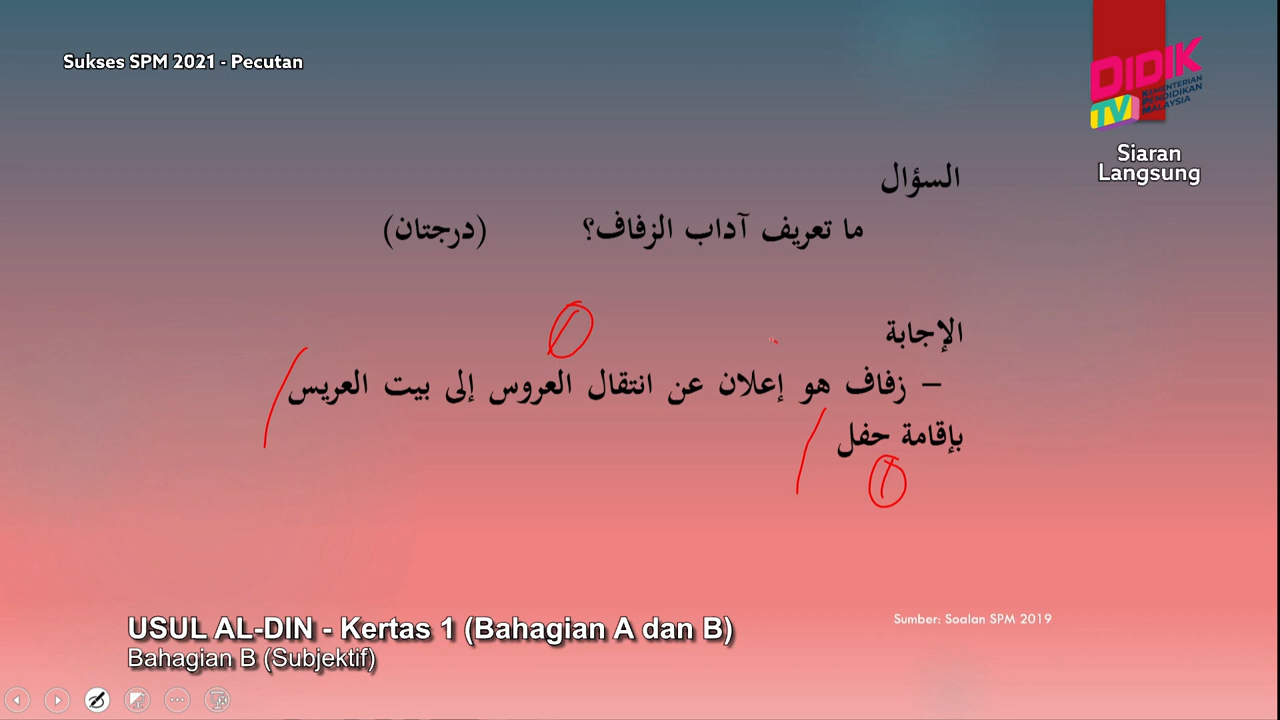 Sukses SPM 2021 - Pecutan
DIDIK
TV
KEMENTERIAN
PENDIDIKAN
MALAYSIA
Siaran
Langsung
السؤال
ما تعريف آداب الزفاف؟ (درجتان)
الإجابة
– زفاف هو إعلان عن انتقال العروس إلى بيت العريس
بإقامة حفل
Sumber: Soalan SPM 2019
USUL AL-DIN - Kertas 1 (Bahagian A dan B)
Bahagian B (Subjektif)